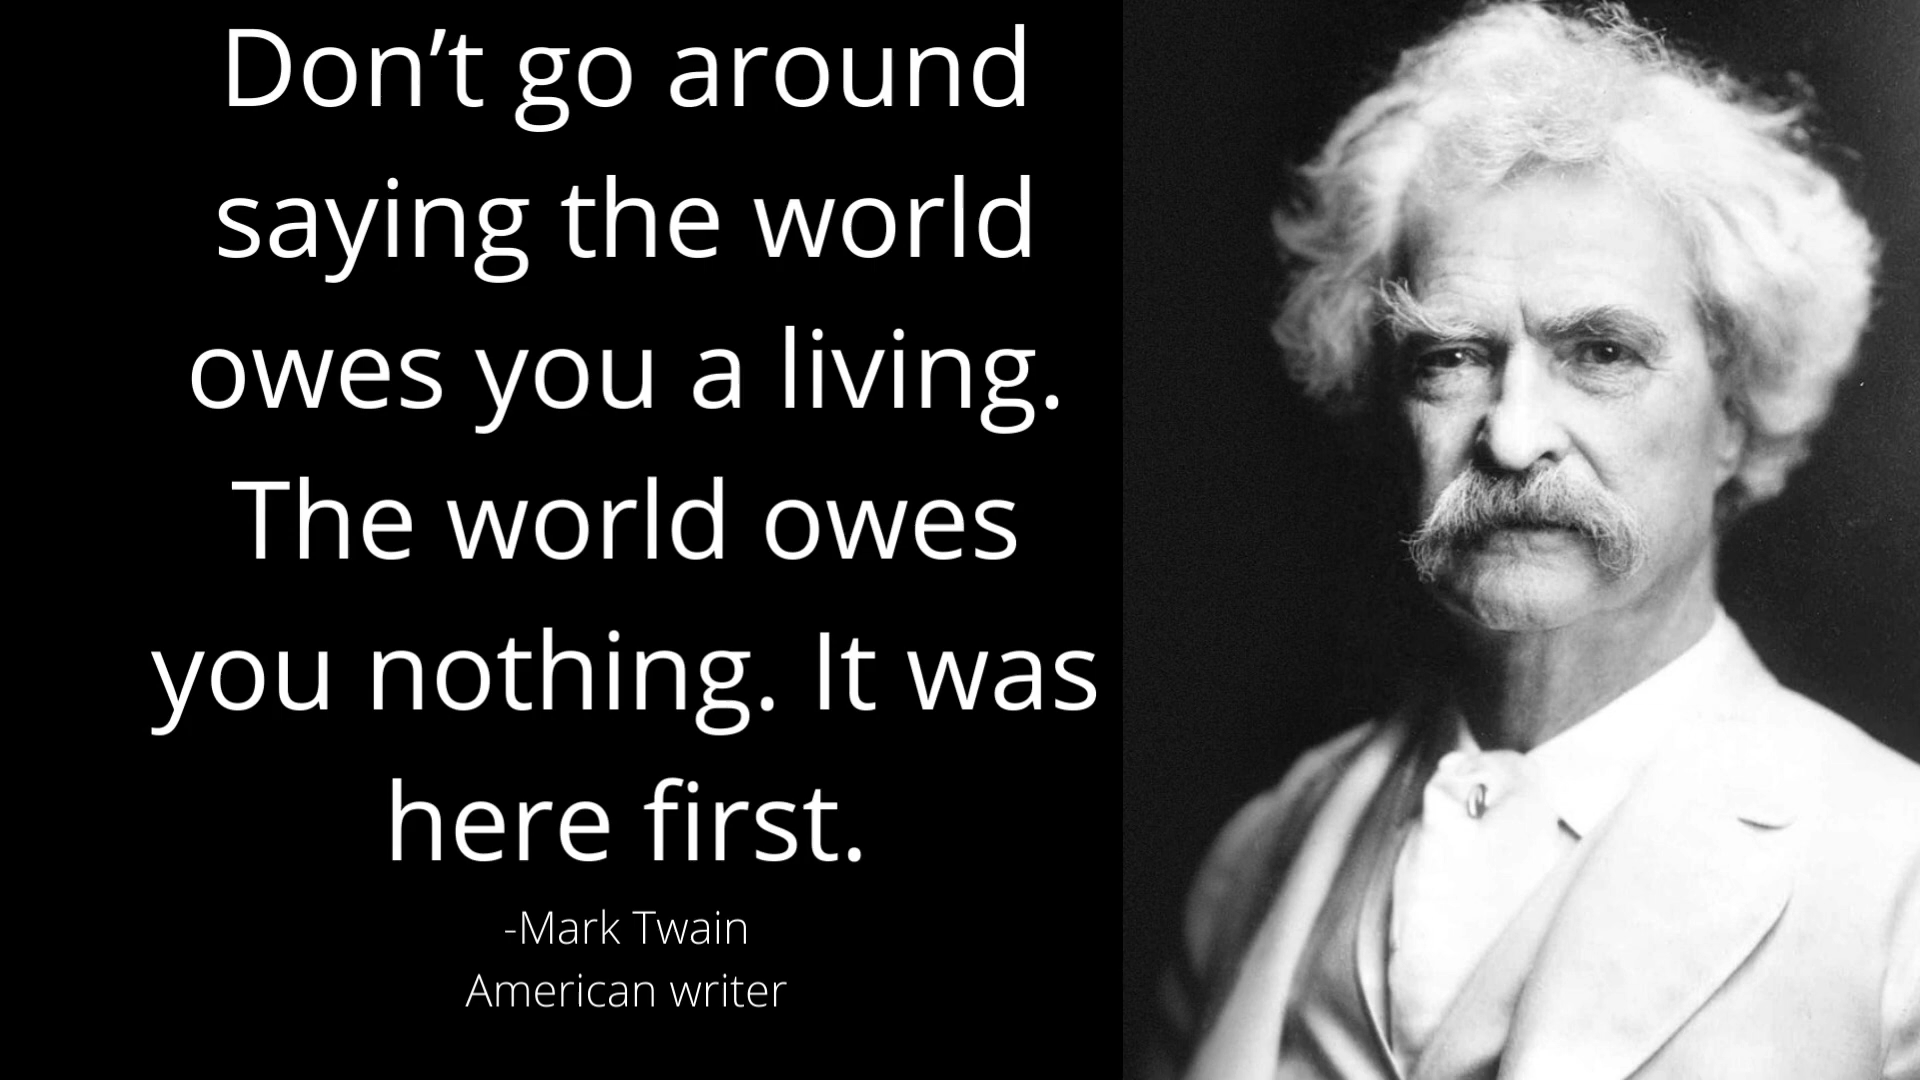 Don’t go around
saying the world
owes you a living.
The world owes
you nothing. It was
here first.
-Mark Twain
American writer